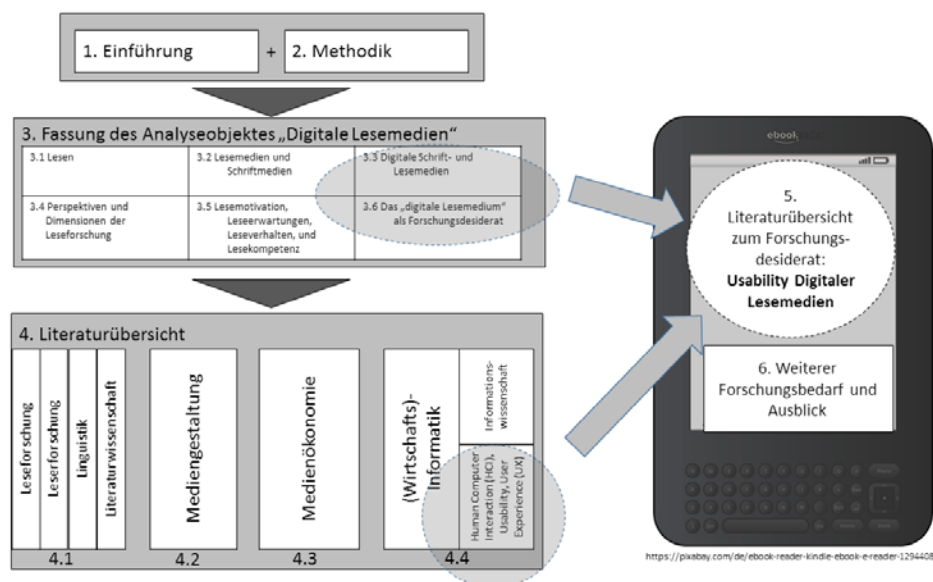 1. Einführung
+
2. Methodik
3. Fassung des Analyseobjektes „Digitale Lesemedien“
3.1 Lesen
3.2 Lesemedien und
Schriftmedien
3.3 Digitale Schrift- und
Lesemedien
3.4 Perspektiven und
Dimensionen der
Leseforschung
3.5 Lesemotivation,
Leseerwartungen,
Leseverhalten, und
Lesekompetenz
3.6 Das „digitale Lesemedium“
als Forschungsdesiderat
4. Literaturübersicht
Leseforschung
Leserforschung
Linguistik
Literaturwissenschaft
4.1
Mediengestaltung
4.2
Medienökonomie
4.3
(Wirtschafts)-
Informatik
Informations-
wissenschaft
Human Computer
Interaction (HCI),
Usability, User
Experience (UX)
4.4
ebook
5.
Literaturübersicht
zum Forschungs-
desiderat:
Usability Digitaler
Lesemedien
6. Weiterer
Forschungsbedarf und
Ausblick
https://pixabay.com/de/ebook-reader-kindle-ebook-e-reader-1294408